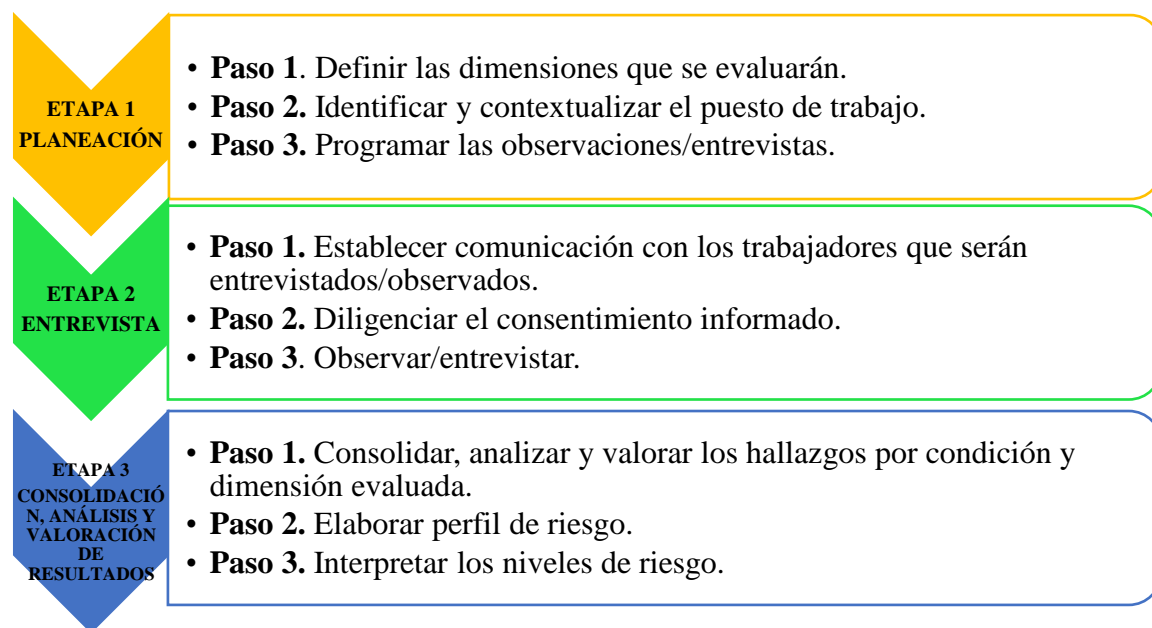 ETAPA 1
PLANEACIÓN
• Paso 1. Definir las dimensiones que se evaluarán.
• Paso 2. Identificar y contextualizar el puesto de trabajo.
• Paso 3. Programar las observaciones/entrevistas.
ETAPA 2
ENTREVISTA
• Paso 1. Establecer comunicación con los trabajadores que serán
entrevistados/observados.
• Paso 2. Diligenciar el consentimiento informado.
• Paso 3. Observar/entrevistar.
ETAPA 3
CONSOLIDACIÓ
N, ANÁLISIS Y
VALORACIÓN
DE
RESULTADOS
• Paso 1. Consolidar, analizar y valorar los hallazgos por condición y
dimensión evaluada.
• Paso 2. Elaborar perfil de riesgo.
• Paso 3. Interpretar los niveles de riesgo.